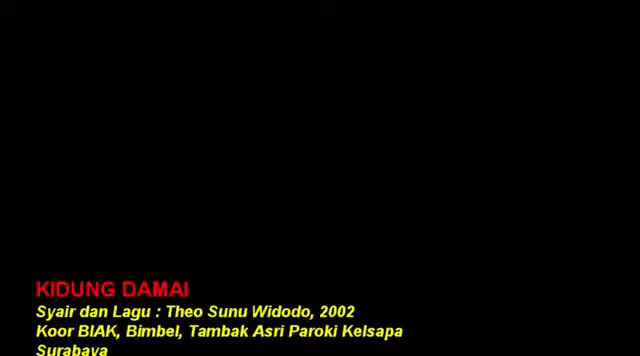 KIDUNG DAMAI
Syair dan Lagu : Theo Sunu Widodo, 2002
Koor BIAK, Bimbel, Tambak Asri Paroki Kelsapa
Surabaya